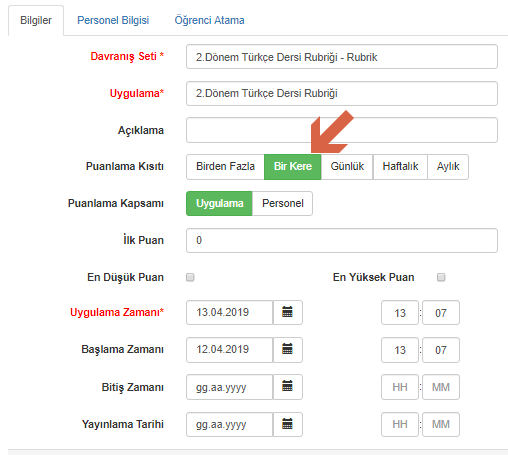 Bilgiler Personel Bilgisi Öğrenci Atama
Davranış Seti * 2.Dönem Türkçe Dersi Rubriği - Rubrik
Uygulama* 2.Dönem Türkçe Dersi Rubriği
Açıklama
Puanlama Kısıtı Birden Fazla Bir Kere Günlük Haftalık Aylık
Puanlama Kapsamı Uygulama Personel
İlk Puan 0
En Düşük Puan En Yüksek Puan
Uygulama Zamanı* 13.04.2019 13 : 07
Başlama Zamanı 12.04.2019 13 : 07
Bitiş Zamanı gg.aa.yyyy HH : MM
Yayınlama Tarihi gg.aa.yyyy HH : MM